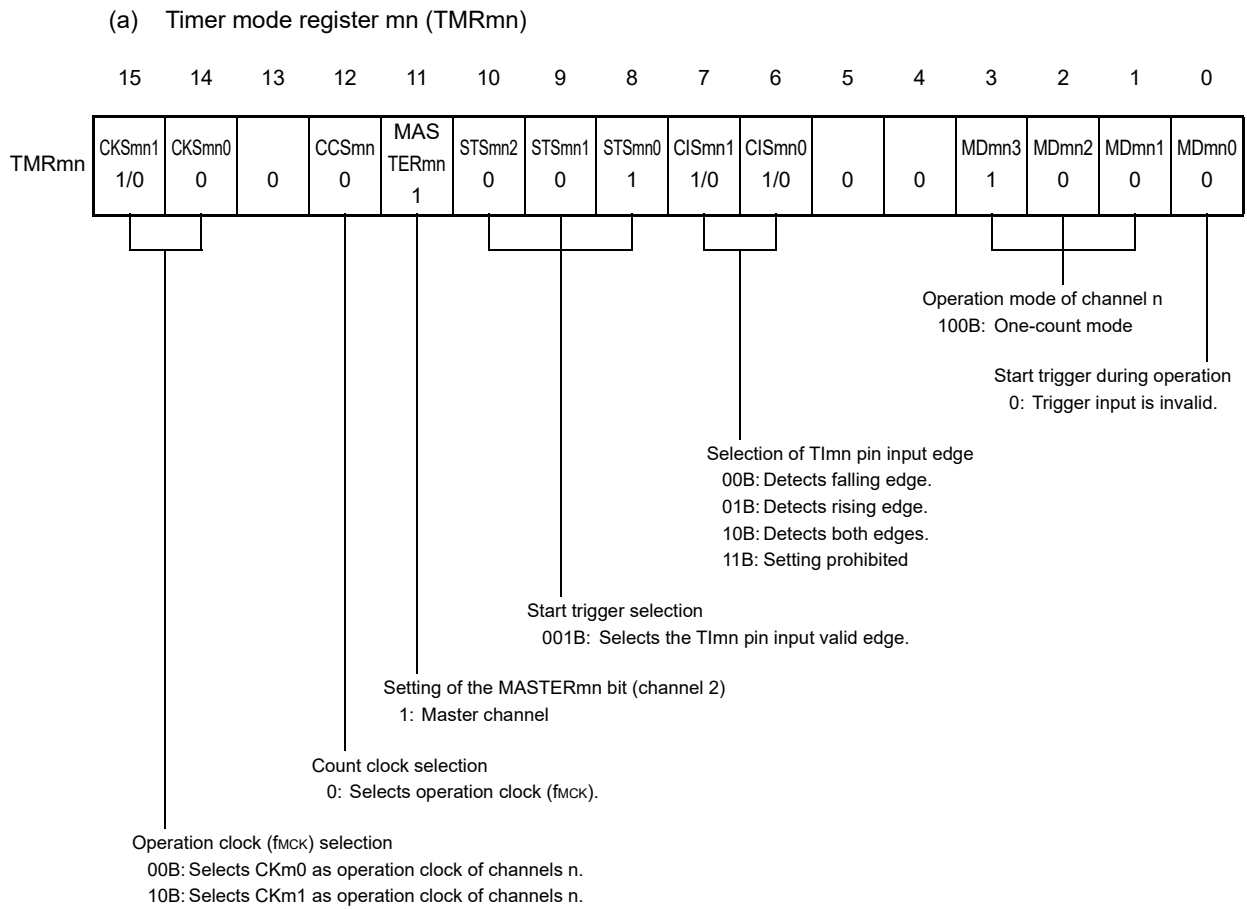 (a) Timer mode register mn (TMRmn)
15 14 13 12 11 10 9 8 7 6 5 4 3 2 1 0
TMRmn
CKSmn1 CKSmn0 CCSmn MAS TERmn STSmn2 STSmn1 STSmn0 CISmn1 CISmn0 MDmn3 MDmn2 MDmn1 MDmn0
1/0 0 0 0 1 0 0 1 1/0 1/0 0 0 1 0 0 0
Operation mode of channel n
100B: One-count mode
Start trigger during operation
0: Trigger input is invalid.
Selection of TImn pin input edge
00B: Detects falling edge.
01B: Detects rising edge.
10B: Detects both edges.
11B: Setting prohibited
Start trigger selection
001B: Selects the TImn pin input valid edge.
Setting of the MASTERmn bit (channel 2)
1: Master channel
Count clock selection
0: Selects operation clock (fMCK).
Operation clock (fMCK) selection
00B: Selects CKm0 as operation clock of channels n.
10B: Selects CKm1 as operation clock of channels n.